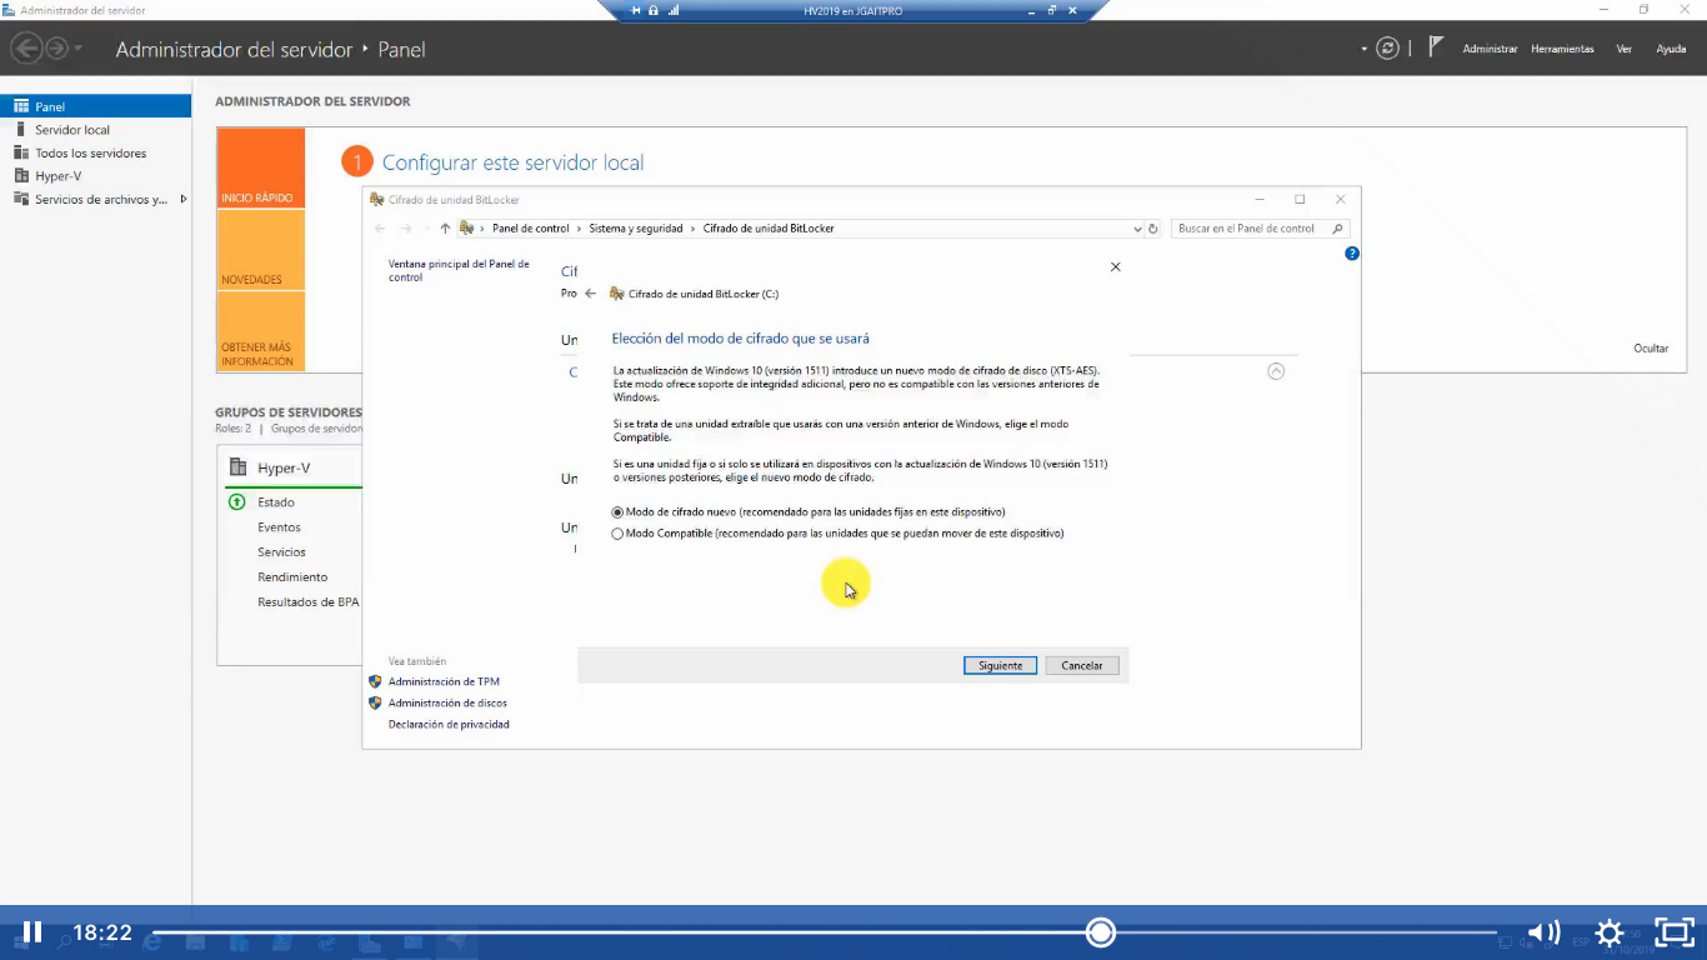 Administrador del servidor
HV2019 en JGAITPRO
Administrador del servidor ‣ Panel
Administrar Herramientas Ver Ayuda
Panel
Servidor local
Todos los servidores
Hyper-V
Servicios de archivos y...
ADMINISTRADOR DEL SERVIDOR
INICIO RÁPIDO
NOVEDADES
OBTENER MÁS
INFORMACIÓN
1 Configurar este servidor local
Ocultar
GRUPOS DE SERVIDORES
Roles: 2 | Grupos de servidor
Hyper-V
Estado
Eventos
Servicios
Rendimiento
Resultados de BPA
Cifrado de unidad BitLocker
Panel de control > Sistema y seguridad > Cifrado de unidad BitLocker
Buscar en el Panel de control
Ventana principal del Panel de
control
Cif
Pro
Un
C
Un
Un
Cifrado de unidad BitLocker (C:)
Elección del modo de cifrado que se usará
La actualización de Windows 10 (versión 1511) introduce un nuevo modo de cifrado de disco (XTS-AES).
Este modo ofrece soporte de integridad adicional, pero no es compatible con las versiones anteriores de
Windows.
Si se trata de una unidad extraíble que usarás con una versión anterior de Windows, elige el modo
Compatible.
Si es una unidad fija o si solo se utilizará en dispositivos con la actualización de Windows 10 (versión 1511)
o versiones posteriores, elige el nuevo modo de cifrado.
Modo de cifrado nuevo (recomendado para las unidades fijas en este dispositivo)
Modo Compatible (recomendado para las unidades que se puedan mover de este dispositivo)
Siguiente Cancelar
Vea también
Administración de TPM
Administración de discos
Declaración de privacidad
18:22
ESP
31/10/2019